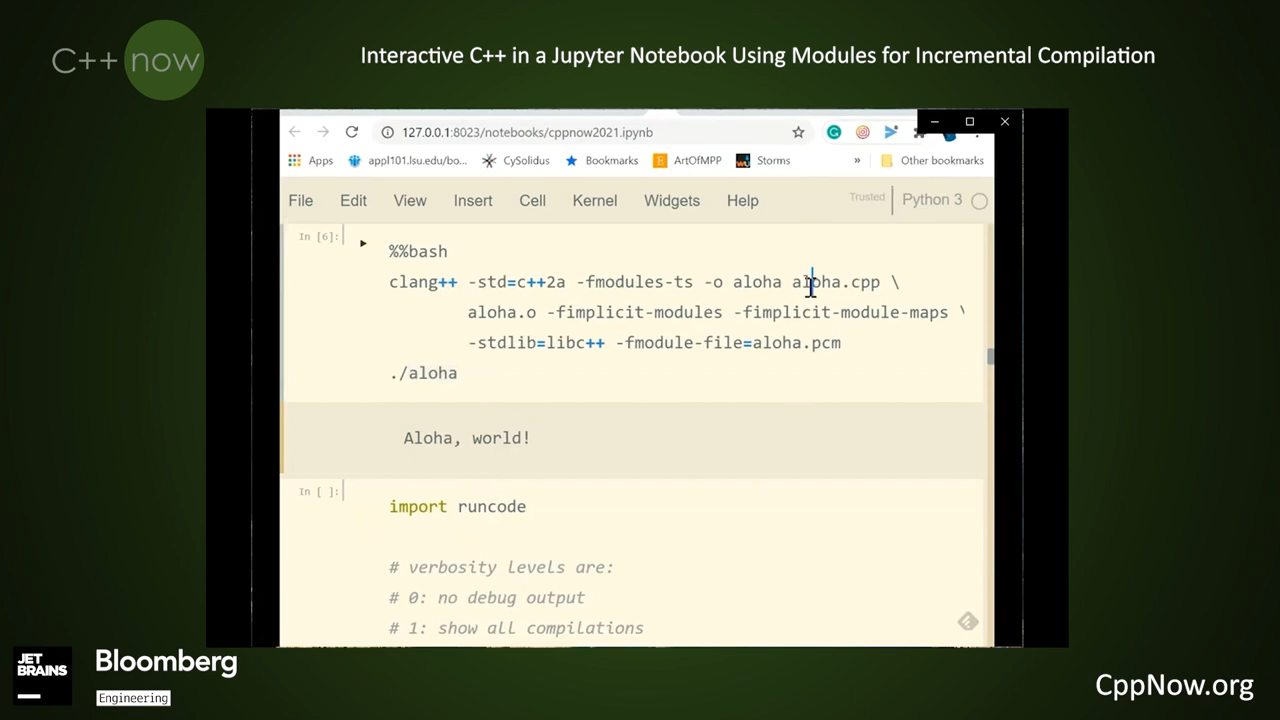 C++ now
Interactive C++ in a Jupyter Notebook Using Modules for Incremental Compilation
127.0.0.1:8023/notebooks/cppnow2021.ipynb
Apps
appl101.lsu.edu/bo...
CySolidus
Bookmarks
ArtOfMPP
Storms
»
Other bookmarks
File Edit View Insert Cell Kernel Widgets Help
Trusted
Python 3
In [6]:
%%bash
clang++ -std=c++2a -fmodules-ts -o aloha aloha.cpp \
aloha.o -fimplicit-modules -fimplicit-module-maps \
-stdlib=libc++ -fmodule-file=aloha.pcm
./aloha
Aloha, world!
In [ ]:
import runcode
# verbosity levels are:
# 0: no debug output
# 1: show all compilations
JET
BRAINS
Bloomberg
Engineering
CppNow.org